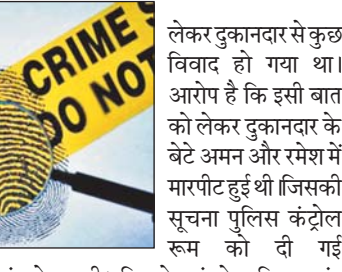 CRIME S
DO NOT
लेकर दुकानदार से कुछ
विवाद हो गया था।
आरोप है कि इसी बात
को लेकर दुकानदार के
बेटे अमन और रमेश में
मारपीट हुई थी।जिसकी
सूचना पुलिस कंट्रोल
रूम को दी गई